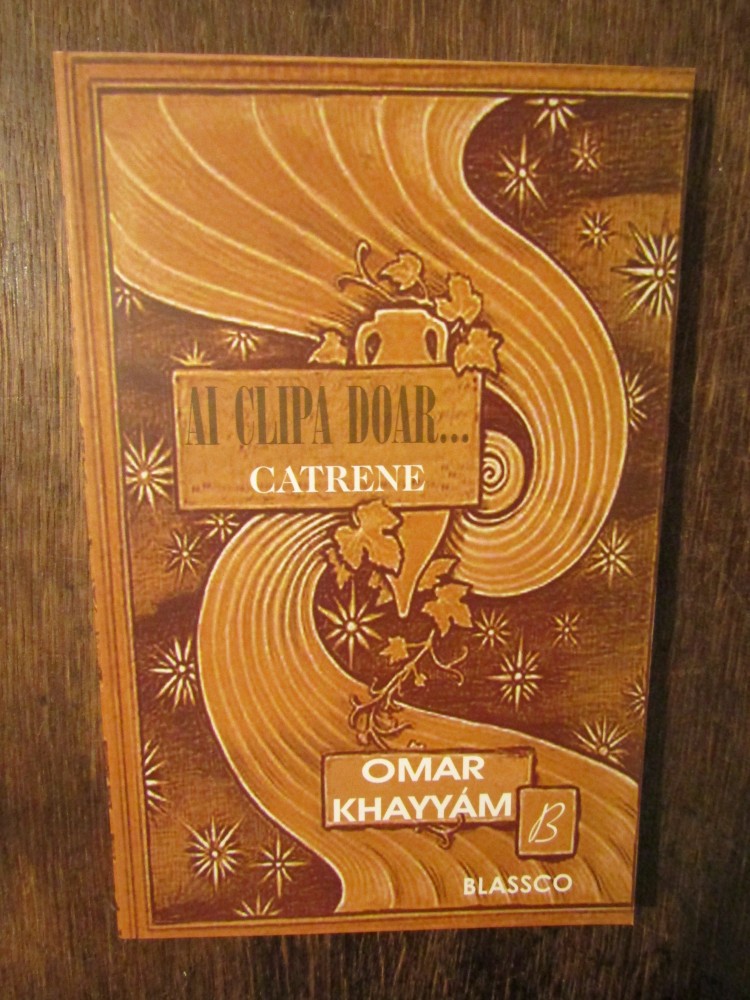 AI CLIPA DOAR...
CATRENE
OMAR
KHAYYÁM
B
BLASSCO